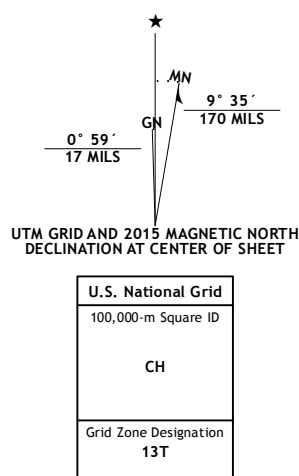 ★
MN
GN
9° 35´
170 MILS
0° 59´
17 MILS
UTM GRID AND 2015 MAGNETIC NORTH
DECLINATION AT CENTER OF SHEET
U.S. National Grid
100,000-m Square ID
CH
Grid Zone Designation
13T